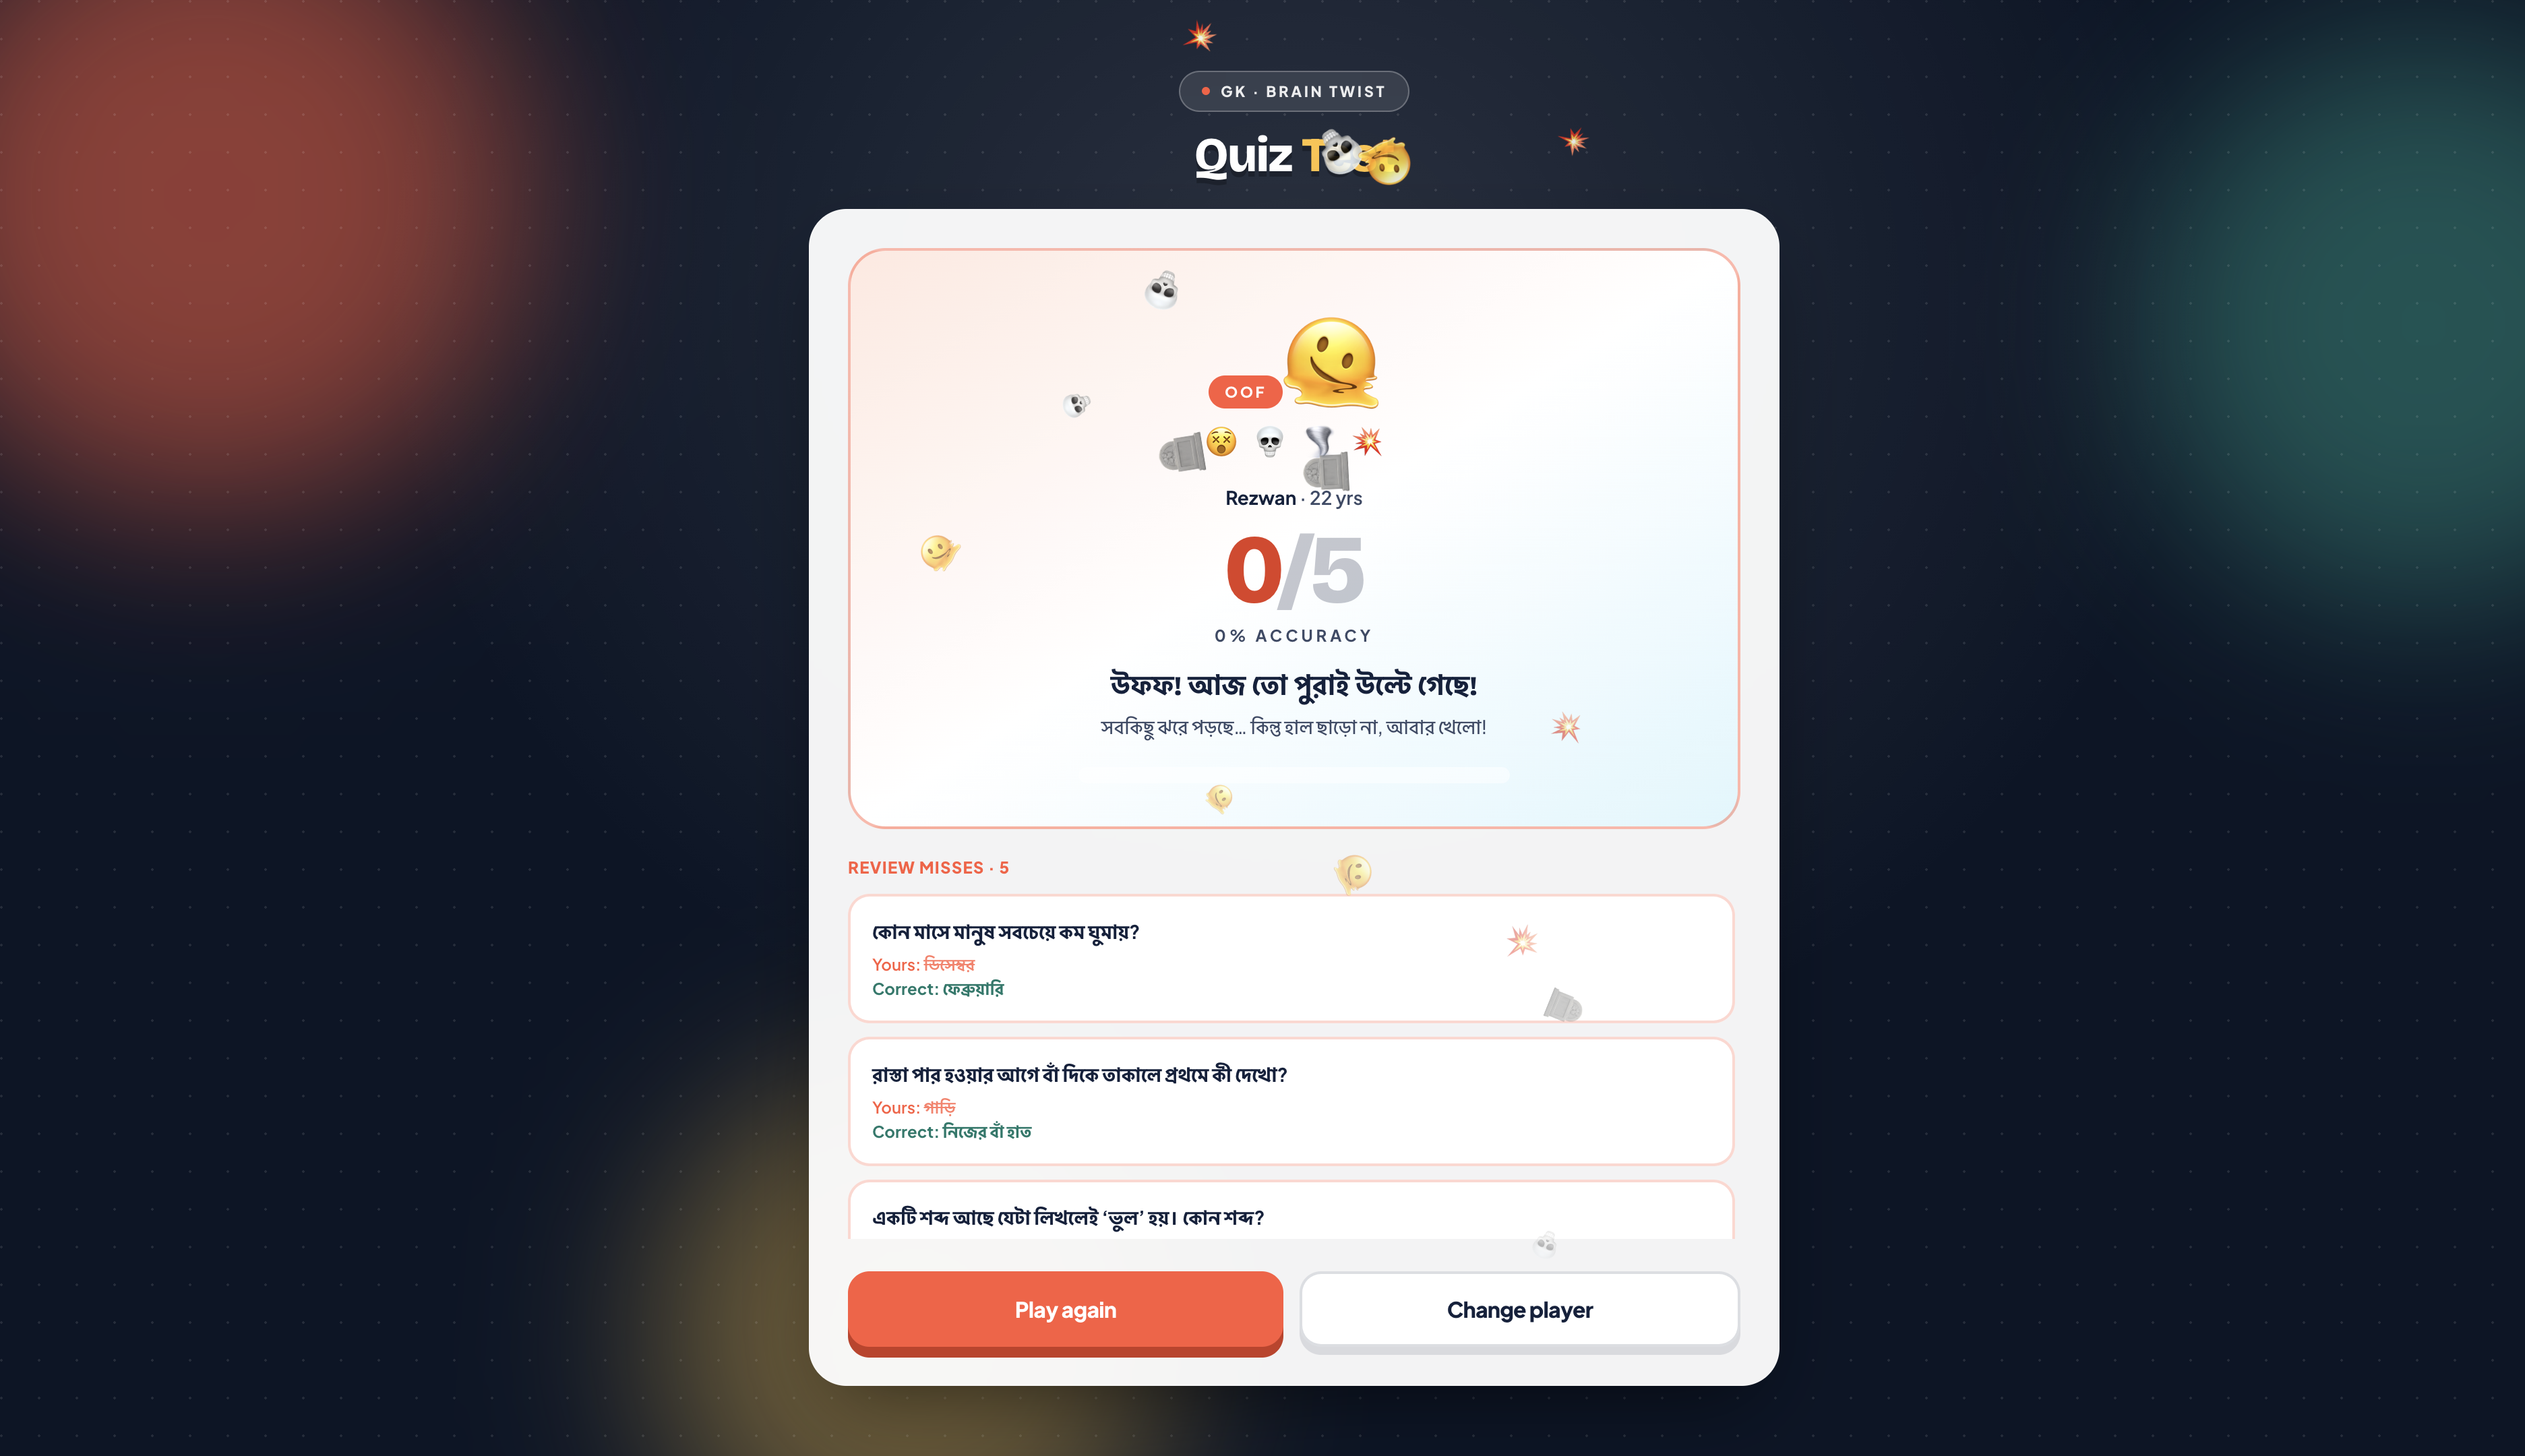 GK · BRAIN TWIST
Quiz
OOF
Rezwan · 22 yrs
0/5
0% ACCURACY
উফফ! আজ তো পুরাই উল্টে গেছে!
সবকিছু ঝরে পড়ছে... কিন্তু হাল ছাড়ো না, আবার খেলো!
REVIEW MISSES · 5
কোন মাসে মানুষ সবচেয়ে কম ঘুমায়?
Yours: ডিসেম্বর
Correct: ফেব্রুয়ারি
রাস্তা পার হওয়ার আগে বাঁ দিকে তাকালে প্রথমে কী দেখো?
Yours: গাড়ি
Correct: নিজের বাঁ হাত
একটি শব্দ আছে যেটা লিখলেই ‘ভুল’ হয়। কোন শব্দ?
Play again
Change player